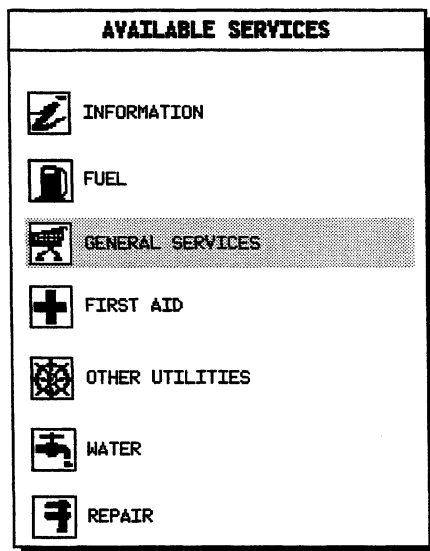 AVAILABLE SERVICES
INFORMATION
FUEL
GENERAL SERVICES
FIRST AID
OTHER UTILITIES
WATER
REPAIR